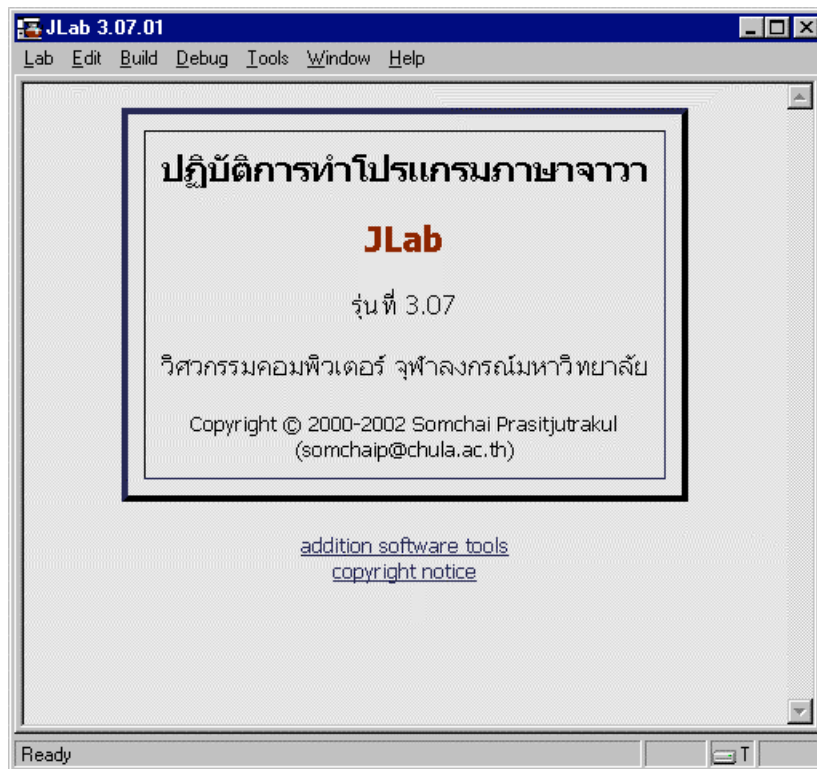 JLab 3.07.01
Lab Edit Build Debug Tools Window Help
ปฏิบัติการทำโปรแกรมภาษาจาวา
JLab
รุ่นที่ 3.07
วิศวกรรมคอมพิวเตอร์ จุฬาลงกรณ์มหาวิทยาลัย
Copyright © 2000-2002 Somchai Prasitjutrakul
(somchaip@chula.ac.th)
addition software tools
copyright notice
Ready T